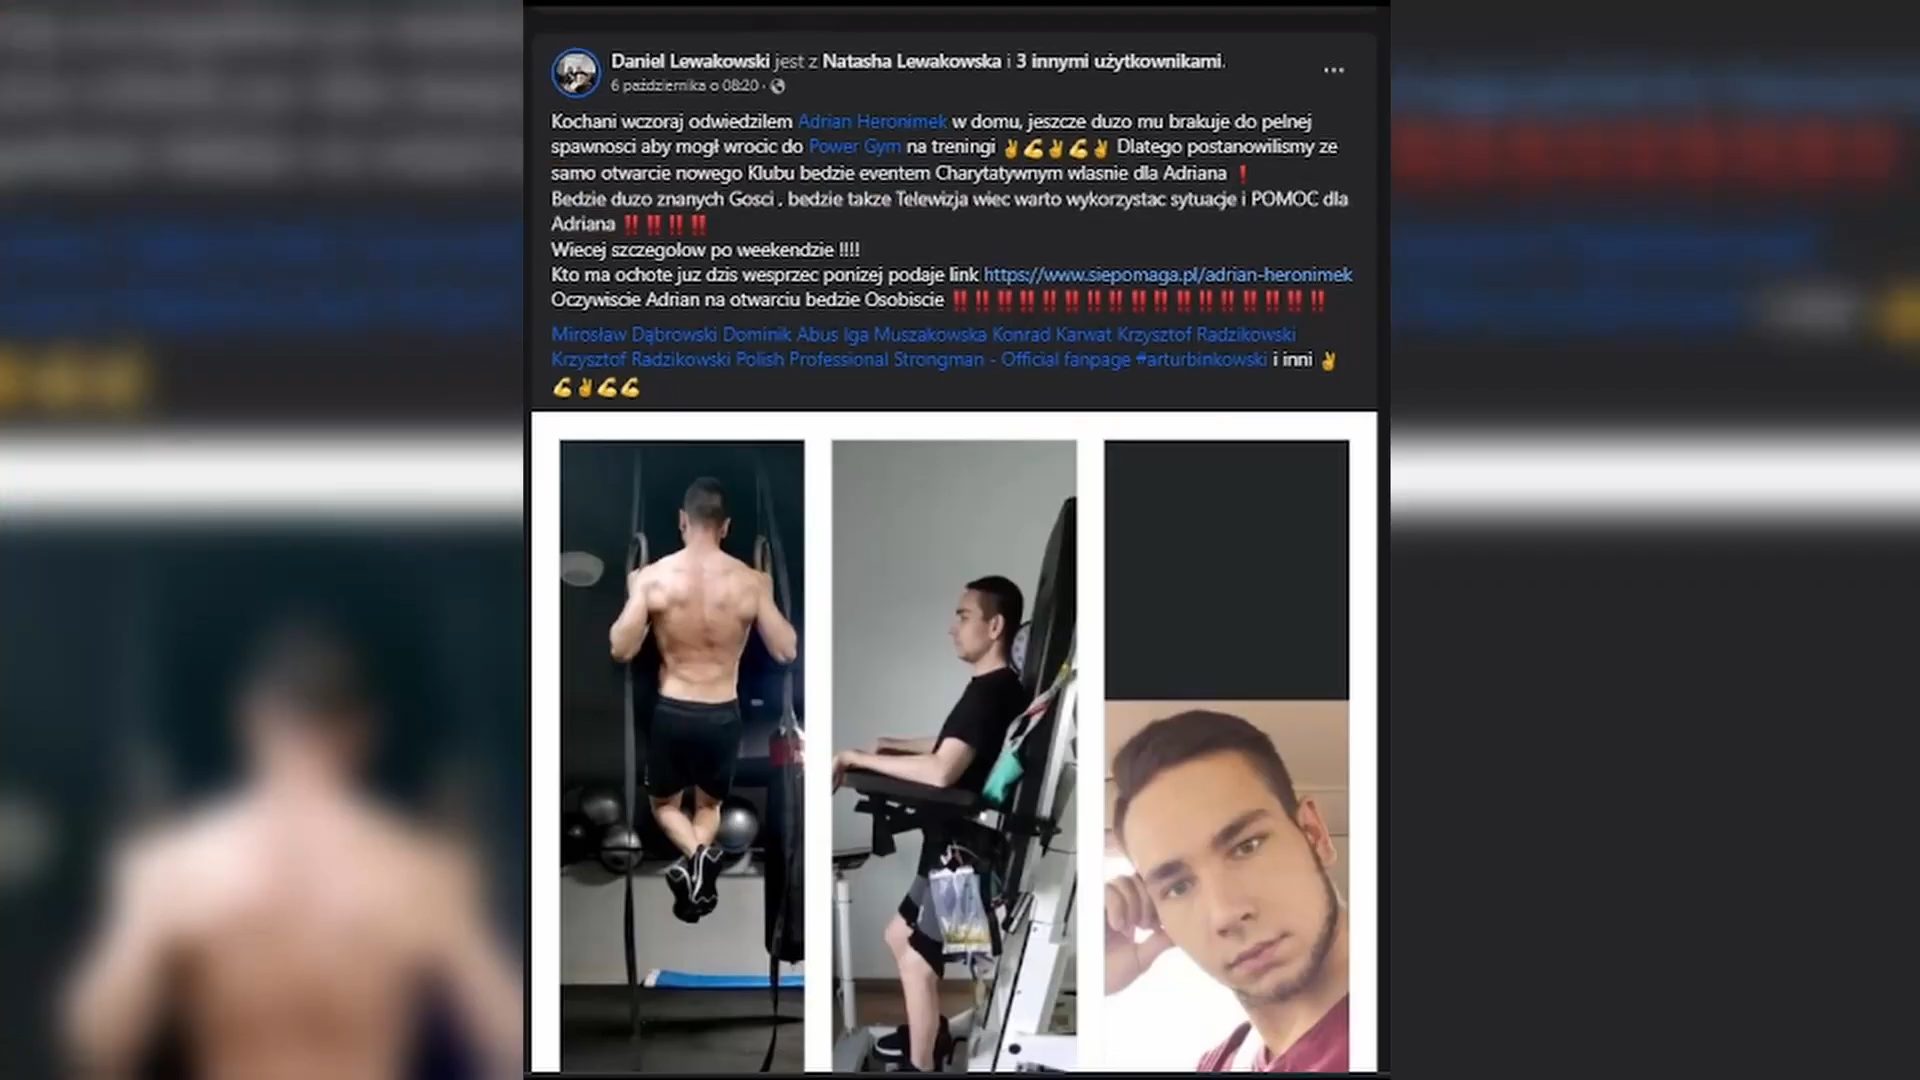 Daniel Lewakowski jest z Natasha Lewakowska i 3 innymi użytkownikami.
6 października o 08:20 ·
Kochani wczoraj odwiedzilem Adrian Heronimek w domu, jeszcze duzo mu brakuje do pelnej
spawnosci aby mogł wrocic do Power Gym na treningi ✌💪✌💪✌ Dlatego postanowilismy ze
samo otwarcie nowego Klubu bedzie eventem Charytatywnym własnie dla Adriana ❗
Bedzie duzo znanych Gosci , bedzie takze Telewizja wiec warto wykorzystac sytuacje i POMOC dla
Adriana ‼‼‼‼
Wiecej szczegolow po weekendzie !!!!
Kto ma ochote juz dzis wesprzec ponizej podaje link https://www.siepomaga.pl/adrian-heronimek
Oczywiscie Adrian na otwarciu bedzie Osobiscie ‼‼‼‼‼‼‼‼‼‼‼‼‼‼‼‼‼
Mirosław Dąbrowski Dominik Abus Iga Muszakowska Konrad Karwat Krzysztof Radzikowski
Krzysztof Radzikowski Polish Professional Strongman - Official fanpage #arturbinkowski i inni ✌
💪✌💪💪